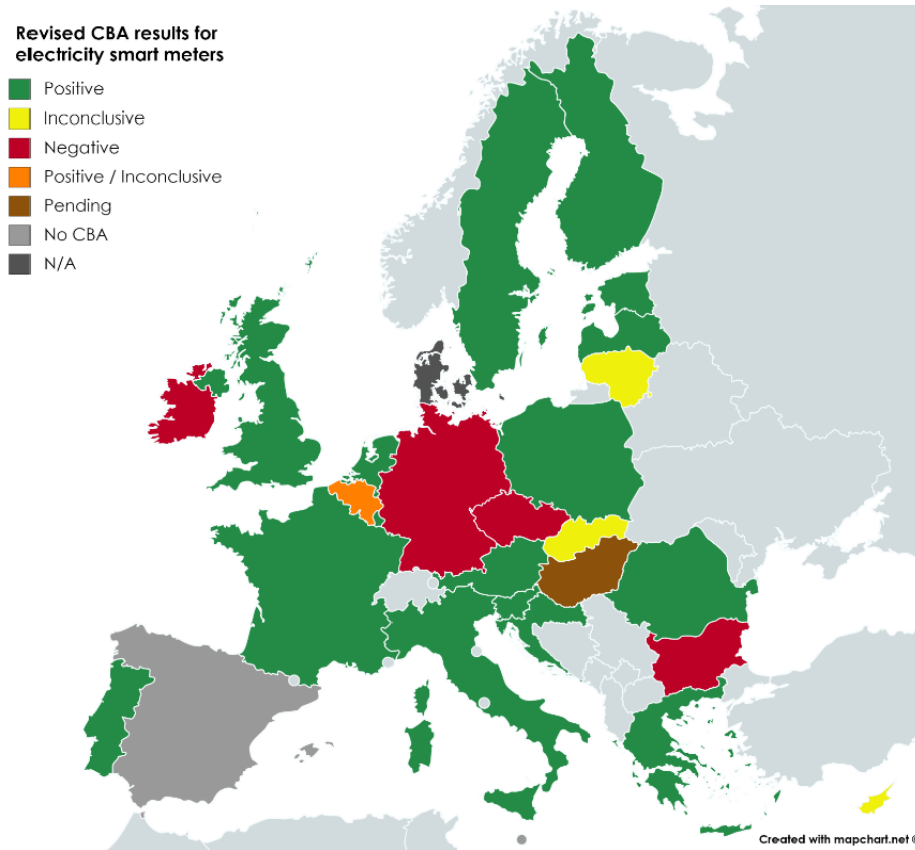 Revised CBA results for
electricity smart meters
Positive
Inconclusive
Negative
Positive / Inconclusive
Pending
No CBA
N/A
Created with mapchart.net ©